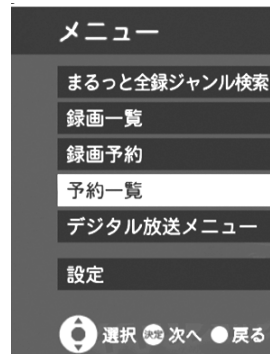 メニュー
まるっと全録ジャンル検索
録画一覧
録画予約
予約一覧
デジタル放送メニュー
設定
選択 決定 次へ 戻る